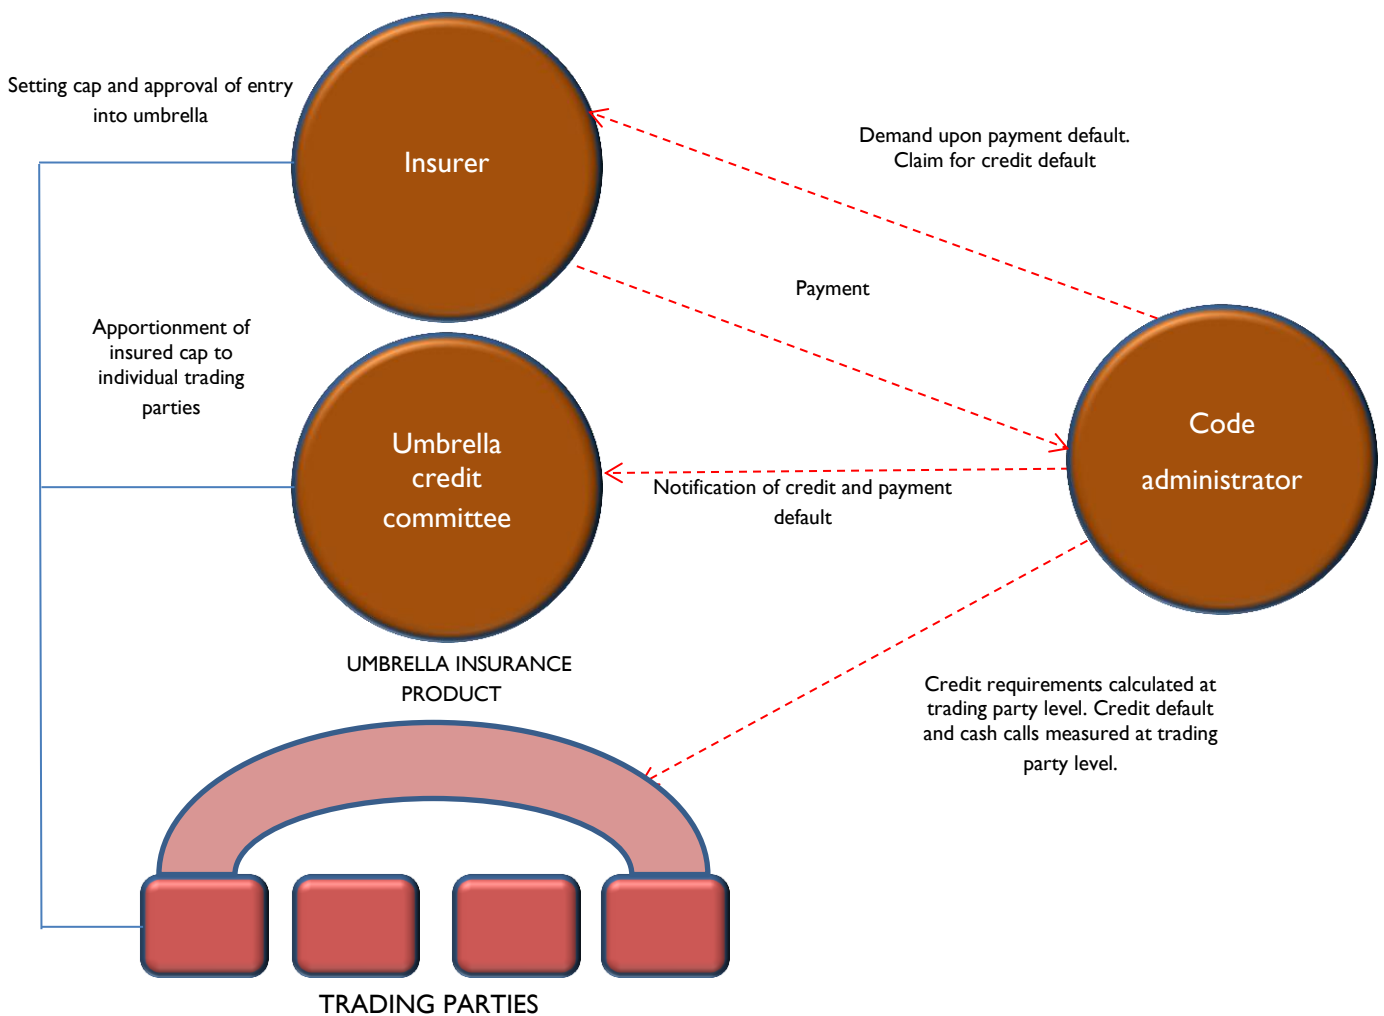 Setting cap and approval of entry
into umbrella
Insurer
Demand upon payment default.
Claim for credit default
Payment
Apportionment of
insured cap to
individual trading
parties
Umbrella
credit
committee
Code
administrator
Notification of credit and payment
default
UMBRELLA INSURANCE
PRODUCT
Credit requirements calculated at
trading party level. Credit default
and cash calls measured at trading
party level.
TRADING PARTIES